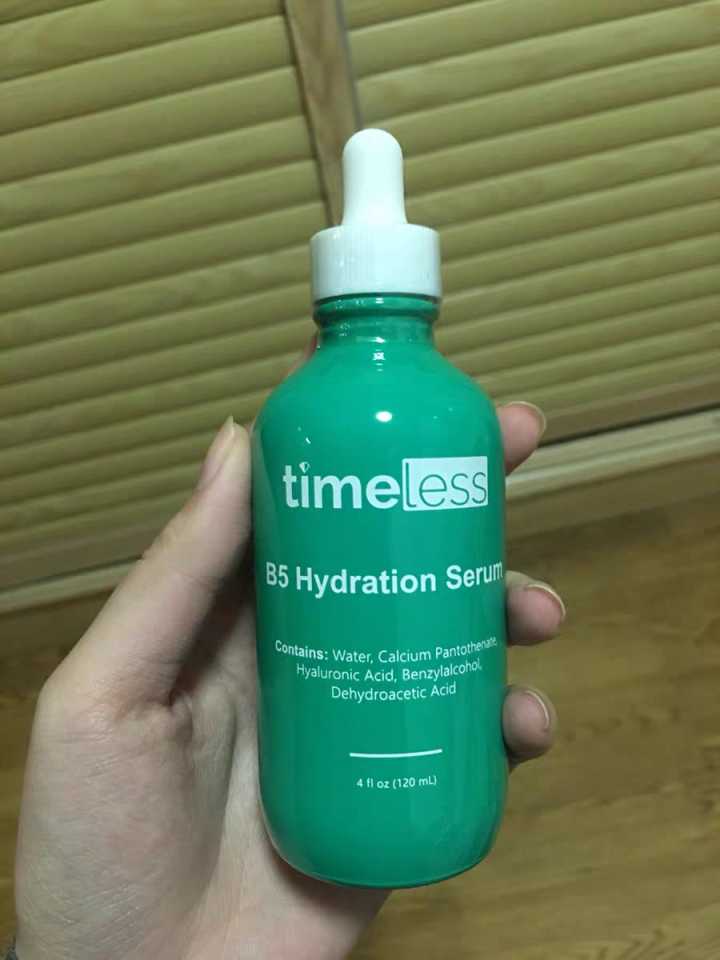 timeless
B5 Hydration Serum
Contains: Water, Calcium Pantothenate,
Hyaluronic Acid, Benzylalcohol,
Dehydroacetic Acid
4 fl oz (120 mL)